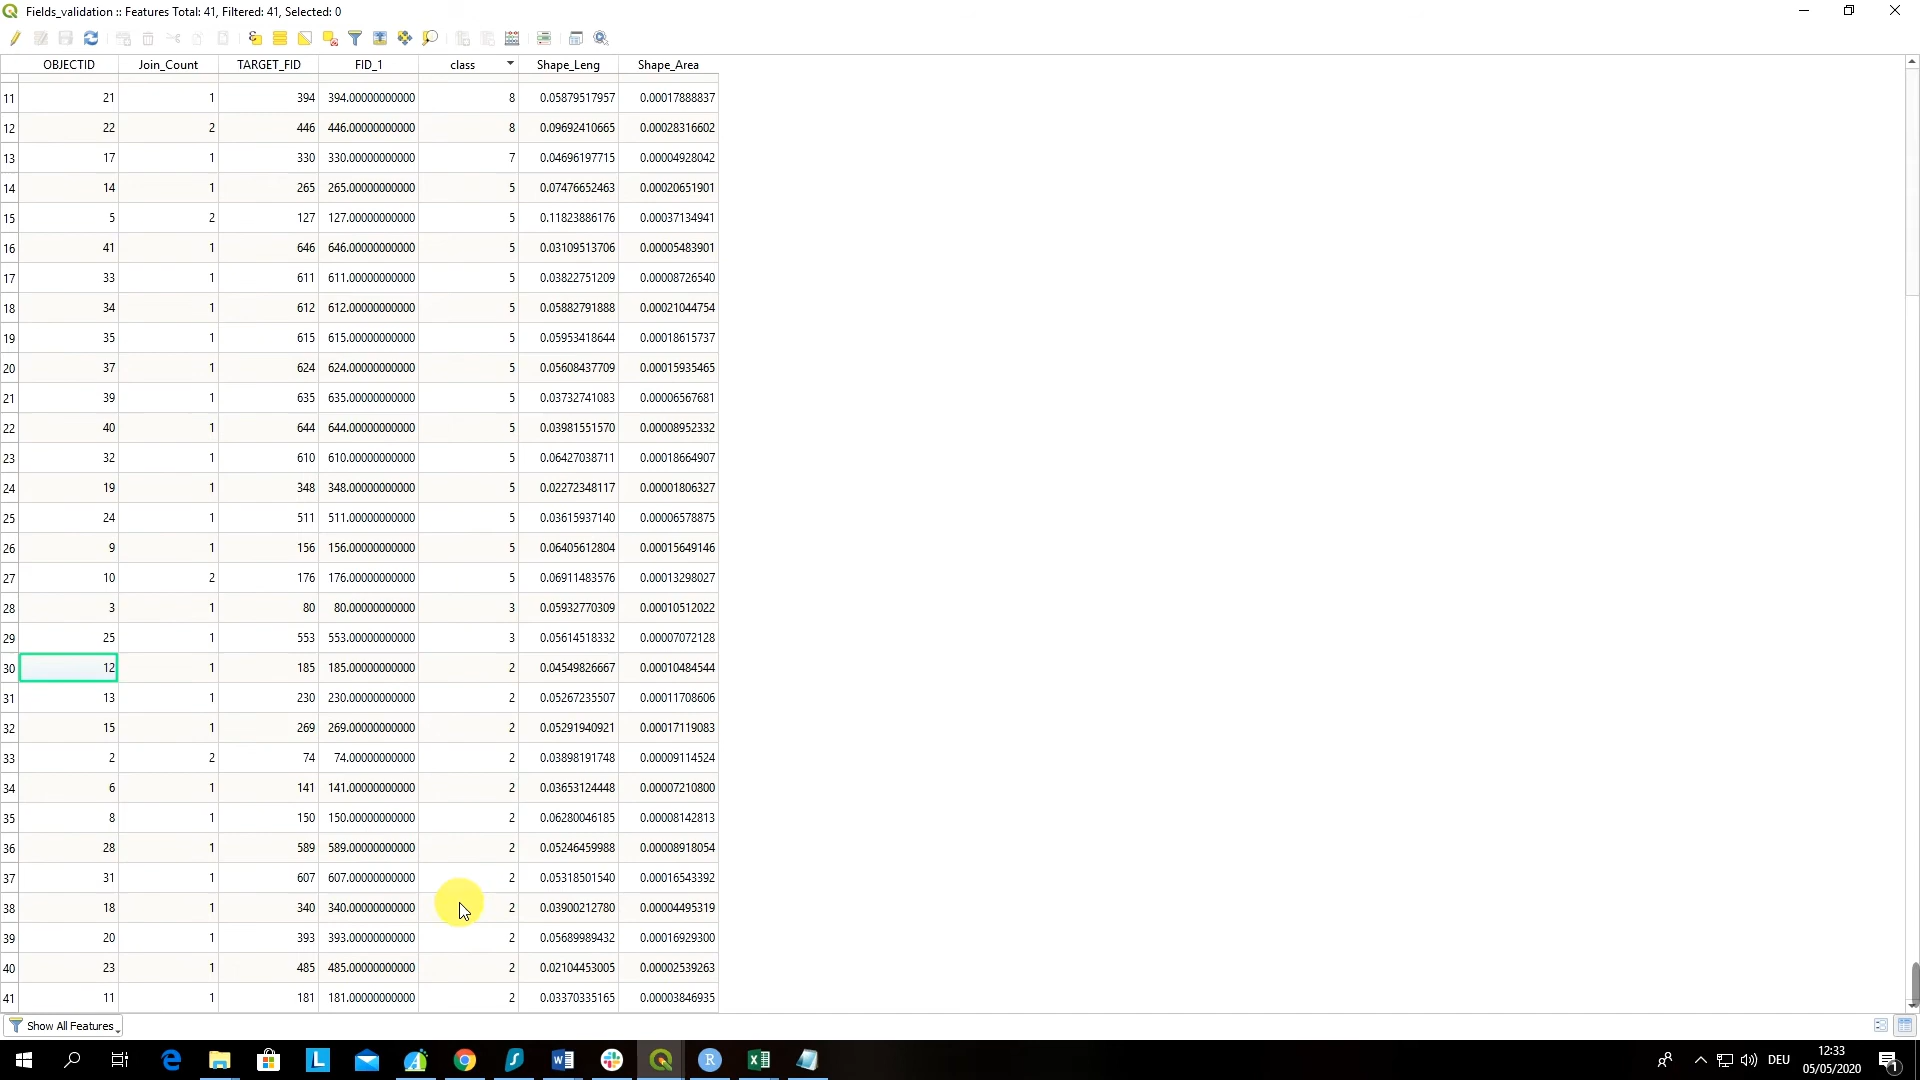 Fields_validation :: Features Total: 41, Filtered: 41, Selected: 0
OBJECTID Join_Count TARGET_FID FID_1 class Shape_Leng Shape_Area
11 21 1 394 394.00000000000 8 0.05879517957 0.00017888837
12 22 2 446 446.00000000000 8 0.09692410665 0.00028316602
13 17 1 330 330.00000000000 7 0.04696197715 0.00004928042
14 14 1 265 265.00000000000 5 0.07476652463 0.00020651901
15 5 2 127 127.00000000000 5 0.11823886176 0.00037134941
16 41 1 646 646.00000000000 5 0.03109513706 0.00005483901
17 33 1 611 611.00000000000 5 0.03822751209 0.00008726540
18 34 1 612 612.00000000000 5 0.05882791888 0.00021044754
19 35 1 615 615.00000000000 5 0.05953418644 0.00018615737
20 37 1 624 624.00000000000 5 0.05608437709 0.00015935465
21 39 1 635 635.00000000000 5 0.03732741083 0.00006567681
22 40 1 644 644.00000000000 5 0.03981551570 0.00008952332
23 32 1 610 610.00000000000 5 0.06427038711 0.00018664907
24 19 1 348 348.00000000000 5 0.02272348117 0.00001806327
25 24 1 511 511.00000000000 5 0.03615937140 0.00006578875
26 9 1 156 156.00000000000 5 0.06405612804 0.00015649146
27 10 2 176 176.00000000000 5 0.06911483576 0.00013298027
28 3 1 80 80.00000000000 3 0.05932770309 0.00010512022
29 25 1 553 553.00000000000 3 0.05614518332 0.00007072128
30 12 1 185 185.00000000000 2 0.04549826667 0.00010484544
31 13 1 230 230.00000000000 2 0.05267235507 0.00011708606
32 15 1 269 269.00000000000 2 0.05291940921 0.00017119083
33 2 2 74 74.00000000000 2 0.03898191748 0.00009114524
34 6 1 141 141.00000000000 2 0.03653124448 0.00007210800
35 8 1 150 150.00000000000 2 0.06280046185 0.00008142813
36 28 1 589 589.00000000000 2 0.05246459988 0.00008918054
37 31 1 607 607.00000000000 2 0.05318501540 0.00016543392
38 18 1 340 340.00000000000 2 0.03900212780 0.00004495319
39 20 1 393 393.00000000000 2 0.05689989432 0.00016929300
40 23 1 485 485.00000000000 2 0.02104453005 0.00002539263
41 11 1 181 181.00000000000 2 0.03370335165 0.00003846935
Show All Features
DEU
12:33
05/05/2020